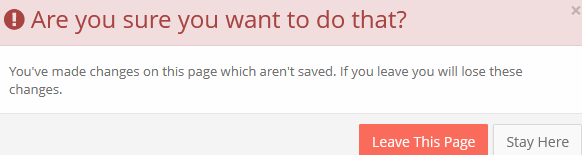 Are you sure you want to do that?
You've made changes on this page which aren't saved. If you leave you will lose these
changes.
Leave This Page
Stay Here